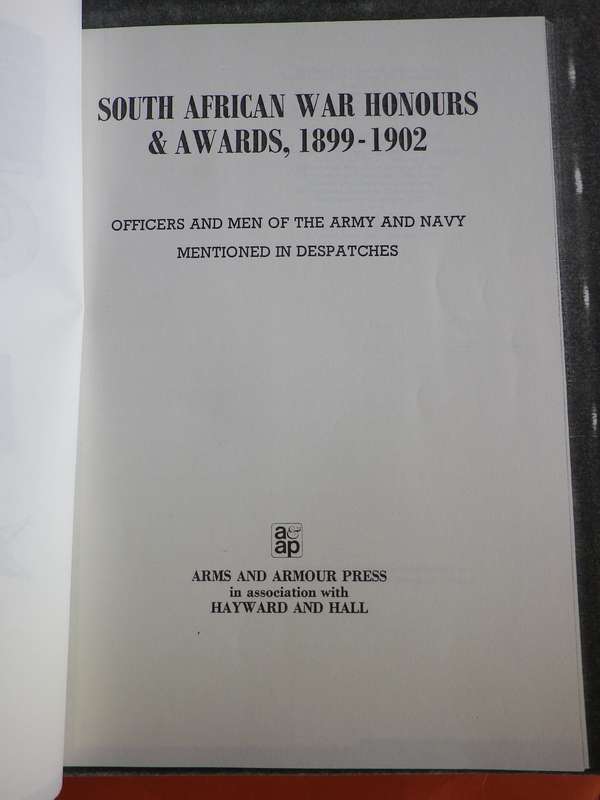 SOUTH AFRICAN WAR HONOURS
& AWARDS, 1899-1902
OFFICERS AND MEN OF THE ARMY AND NAVY
MENTIONED IN DESPATCHES
a&
ap
ARMS AND ARMOUR PRESS
in association with
HAYWARD AND HALL